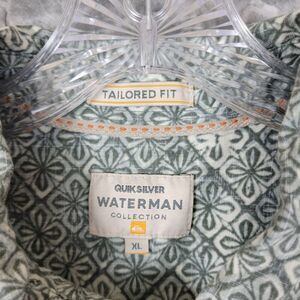 TAILORED FIT
QUIKSILVER
WATERMAN
COLLECTION
XL